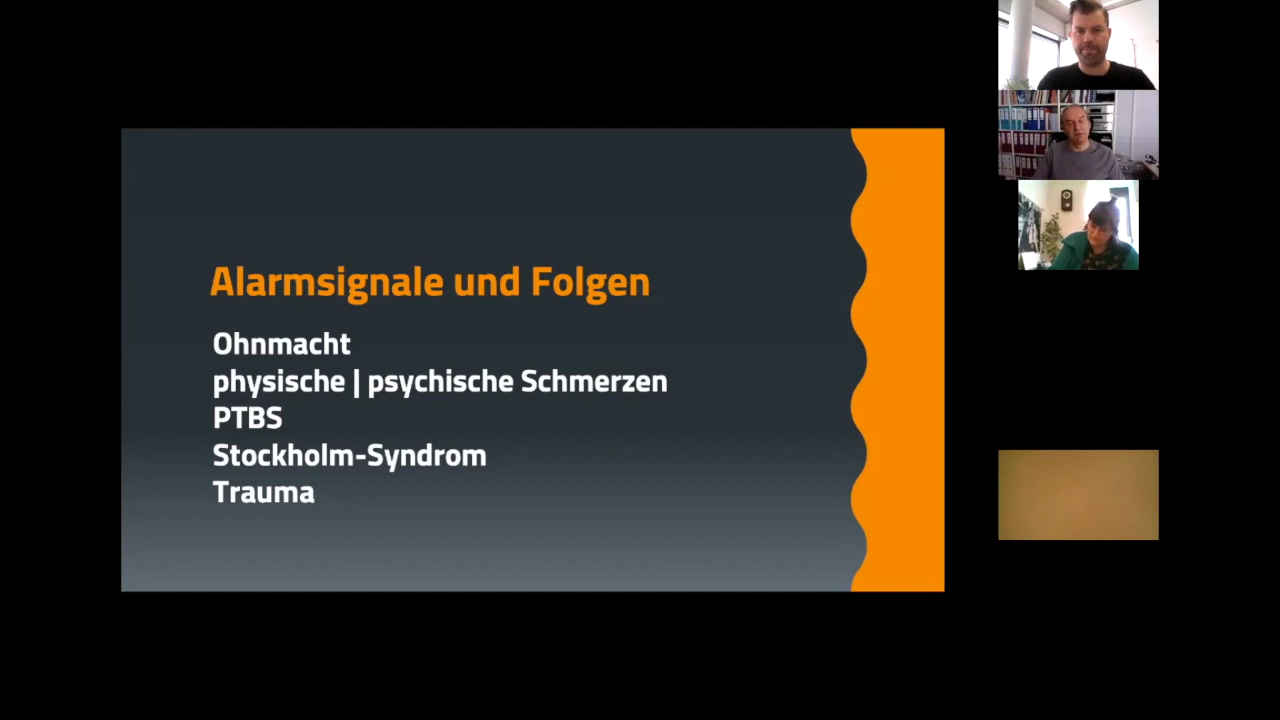 Alarmsignale und Folgen
Ohnmacht
physische | psychische Schmerzen
PTBS
Stockholm-Syndrom
Trauma